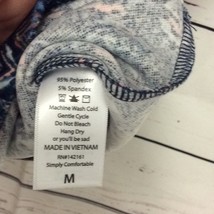 95% Polyester
5% Spandex
Machine Wash Cold
Gentle Cycle
Do Not Bleach
Hang Dry
or you'll be sad
MADE IN VIETNAM
RN#142161
Simply Comfortable
M